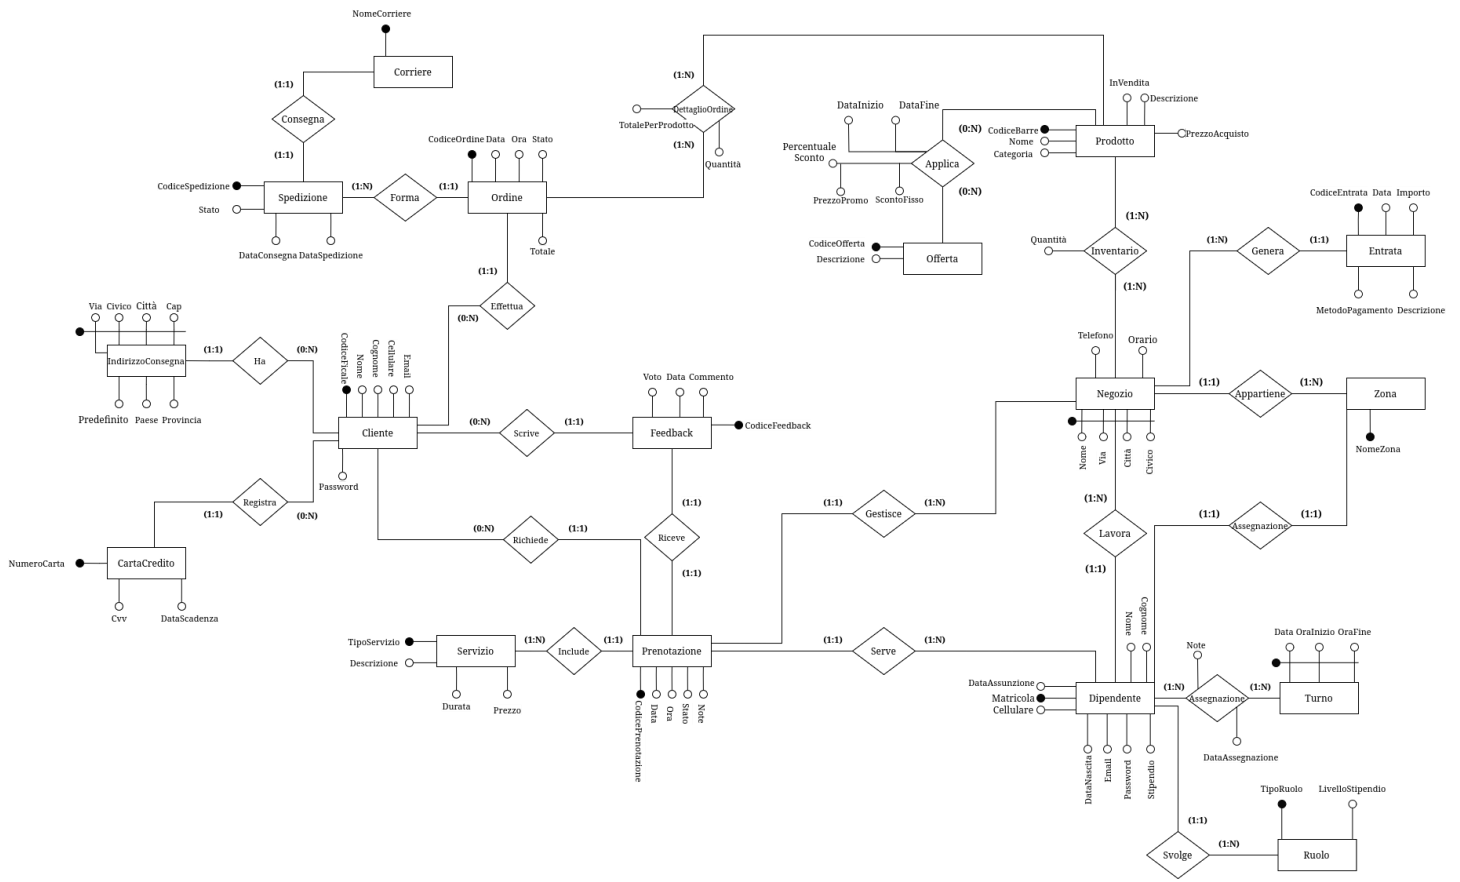 NomeCorriere
Corriere
(1:1)
Consegna
(1:1)
CodiceSpedizione
Stato
Spedizione
DataConsegna
DataSpedizione
(1:N)
Forma
(1:1)
CodiceOrdine
Data
Ora
Stato
Ordine
Totale
(1:N)
DettaglioOrdine
TotalePerProdotto
(1:N)
Quantità
DataInizio
DataFine
Percentuale
Sconto
(0:N)
Applica
(0:N)
PrezzoPromo
ScontoFisso
CodiceOfferta
Descrizione
Offerta
InVendita
Descrizione
CodiceBarre
Nome
Categoria
Prodotto
PrezzoAcquisto
(1:N)
Quantità
Inventario
(1:N)
(1:N)
Genera
(1:1)
CodiceEntrata
Data
Importo
Entrata
MetodoPagamento
Descrizione
(1:1)
Effettua
(0:N)
Via
Civico
Città
Cap
IndirizzoConsegna
Predefinito
Paese
Provincia
(1:1)
Ha
(0:N)
CodiceFicale
Nome
Cognome
Cellulare
Email
Cliente
Password
(0:N)
Scrive
(1:1)
Voto
Data
Commento
Feedback
CodiceFeedback
Telefono
Orario
Negozio
Nome
Via
Città
Civico
(1:1)
Appartiene
(1:N)
Zona
NomeZona
(1:1)
Registra
(0:N)
NumeroCarta
CartaCredito
Cvv
DataScadenza
(0:N)
Richiede
(1:1)
(1:1)
Riceve
(1:1)
(1:1)
Gestisce
(1:N)
(1:N)
Lavora
(1:1)
(1:1)
Assegnazione
(1:1)
TipoServizio
Descrizione
Servizio
Durata
Prezzo
(1:N)
Include
(1:1)
Prenotazione
CodicePrenotazione
Data
Ora
Stato
Note
(1:1)
Serve
(1:N)
Nome
Cognome
DataAssunzione
Matricola
Cellulare
Dipendente
DataNascita
Email
Password
Stipendio
Note
(1:N)
Assegnazione
(1:N)
DataAssegnazione
Data
OraInizio
OraFine
Turno
(1:1)
Svolge
(1:N)
TipoRuolo
LivelloStipendio
Ruolo